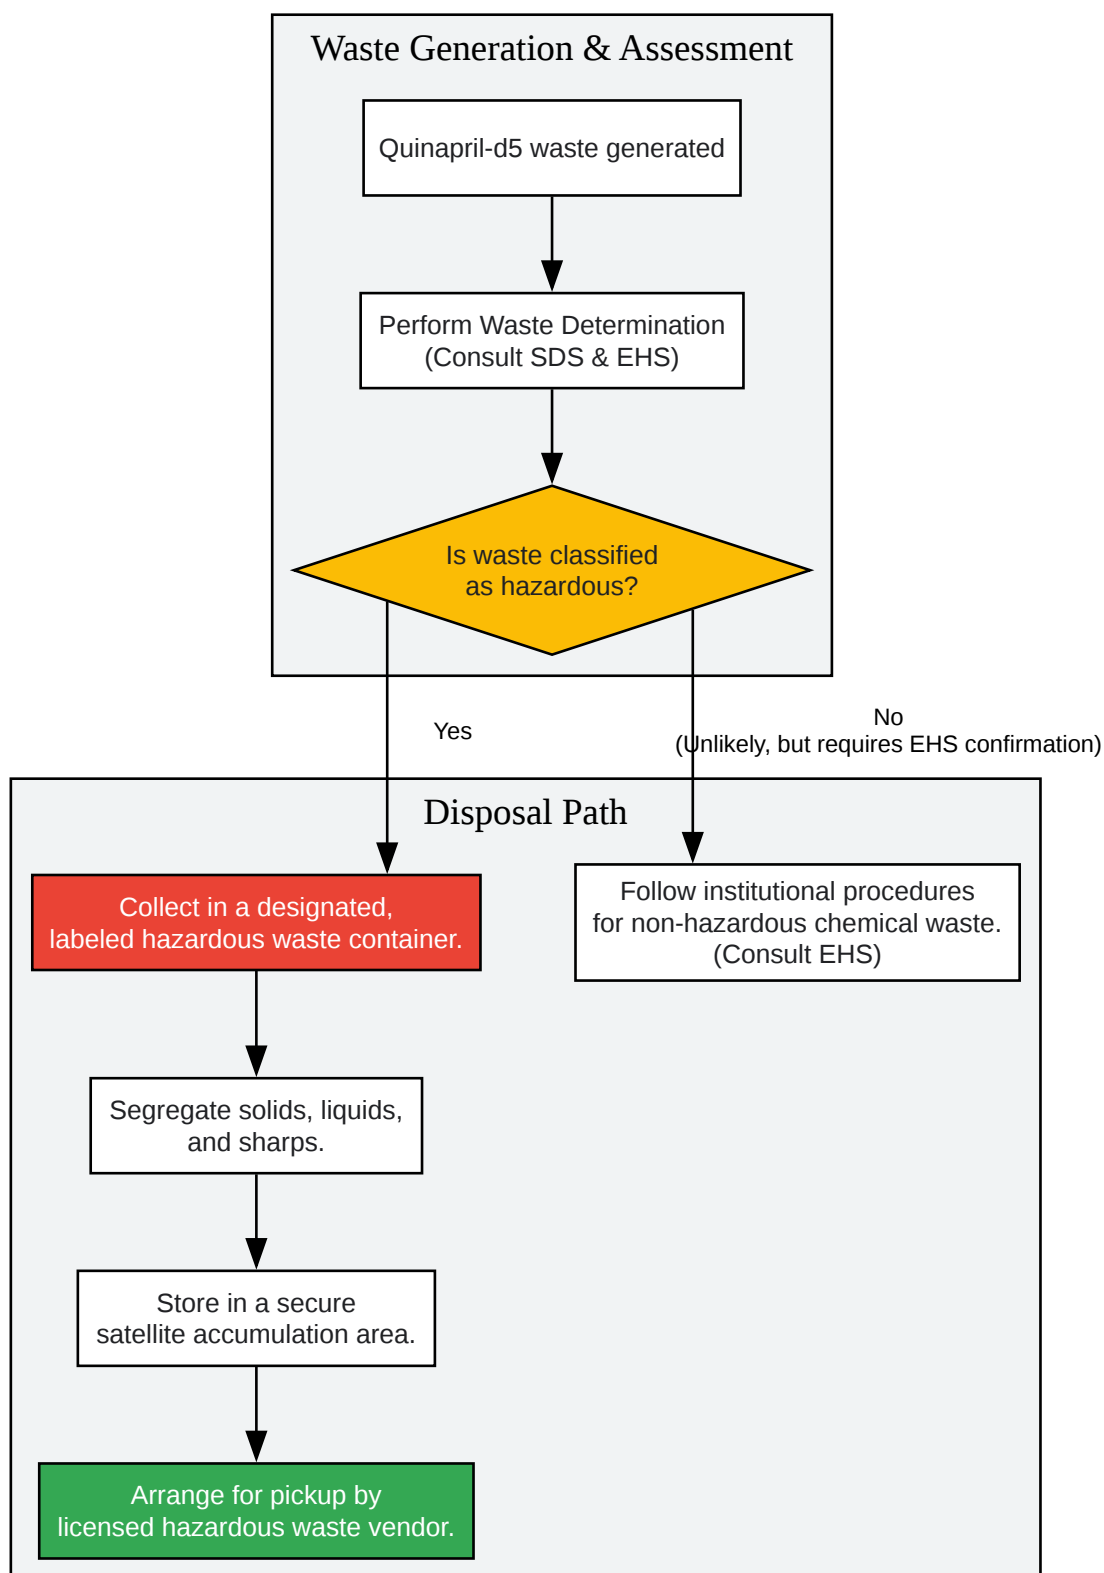 Waste Generation & Assessment
Quinapril-d5 waste generated
Perform Waste Determination
(Consult SDS & EHS)
Is waste classified
as hazardous?
Yes
No
(Unlikely, but requires EHS confirmation)
Disposal Path
Collect in a designated,
labeled hazardous waste container.
Follow institutional procedures
for non-hazardous chemical waste.
(Consult EHS)
Segregate solids, liquids,
and sharps.
Store in a secure
satellite accumulation area.
Arrange for pickup by
licensed hazardous waste vendor.